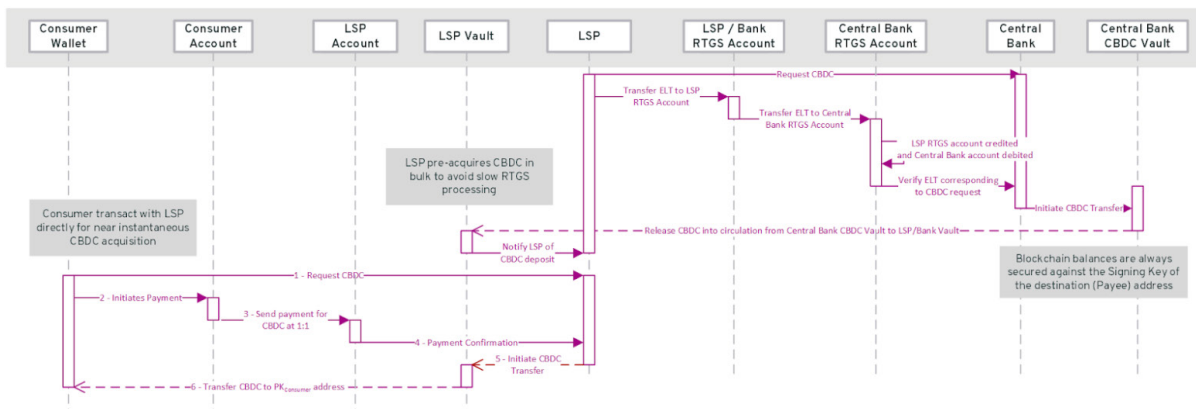 Consumer
Wallet
Consumer
Account
LSP
Account
LSP Vault
LSP
LSP / Bank
RTGS Account
Central Bank
RTGS Account
Central
Bank
Central Bank
CBDC Vault
Request CBDC
Transfer ELT to LSP
RTGS Account
Transfer ELT to Central
Bank RTGS Account
LSP RTGS account credited
and Central Bank account debited
LSP pre-acquires CBDC in
bulk to avoid slow RTGS
processing
Verify ELT corresponding
to CBDC request
Initiate CBDC Transfer
Consumer transact with LSP
directly for near instantaneous
CBDC acquisition
Release CBDC into circulation from Central Bank CBDC Vault to LSP/Bank Vault
Notify LSP of
CBDC deposit
Blockchain balances are always
secured against the Signing Key of
the destination (Payee) address
1 - Request CBDC
2 - Initiates Payment
3 - Send payment for
CBDC at 1:1
4 - Payment Confirmation
5 - Initiate CBDC
Transfer
6 - Transfer CBDC to PKConsumer address